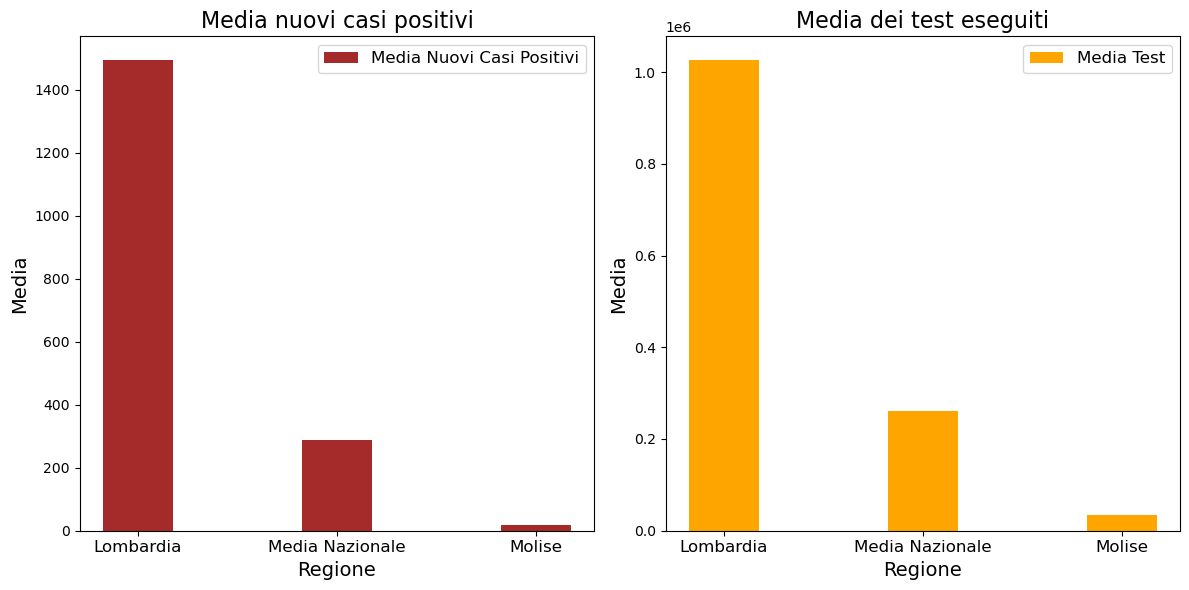 Media nuovi casi positivi
Media Nuovi Casi Positivi
1400
1200
1000
800
600
400
200
0
Media
Lombardia
Media Nazionale
Molise
Regione
Media dei test eseguiti
1e6
Media Test
1.0
0.8
0.6
0.4
0.2
0.0
Media
Lombardia
Media Nazionale
Molise
Regione